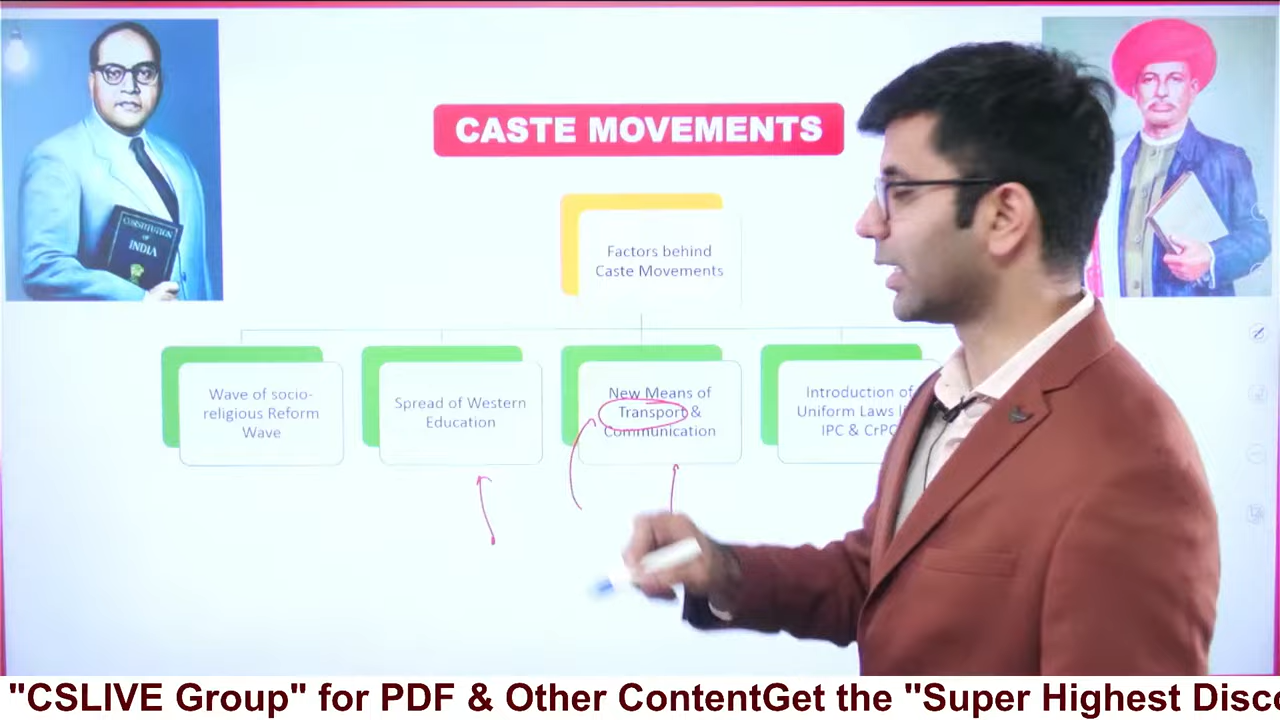 CASTE MOVEMENTS
CONSTITUTION
OF
INDIA
Factors behind
Caste Movements
Wave of socio-
religious Reform
Wave
Spread of Western
Education
New Means of
Transport &
Communication
Introduction of
Uniform Laws
IPC & CrPC
"CSLIVE Group" for PDF & Other ContentGet the "Super Highest Disc